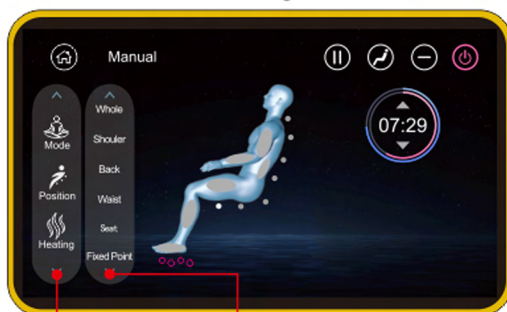 Manual
Whole
Shouler
Mode
Back
Position
Waist
Seat
Heating
Fixed Point
07:29